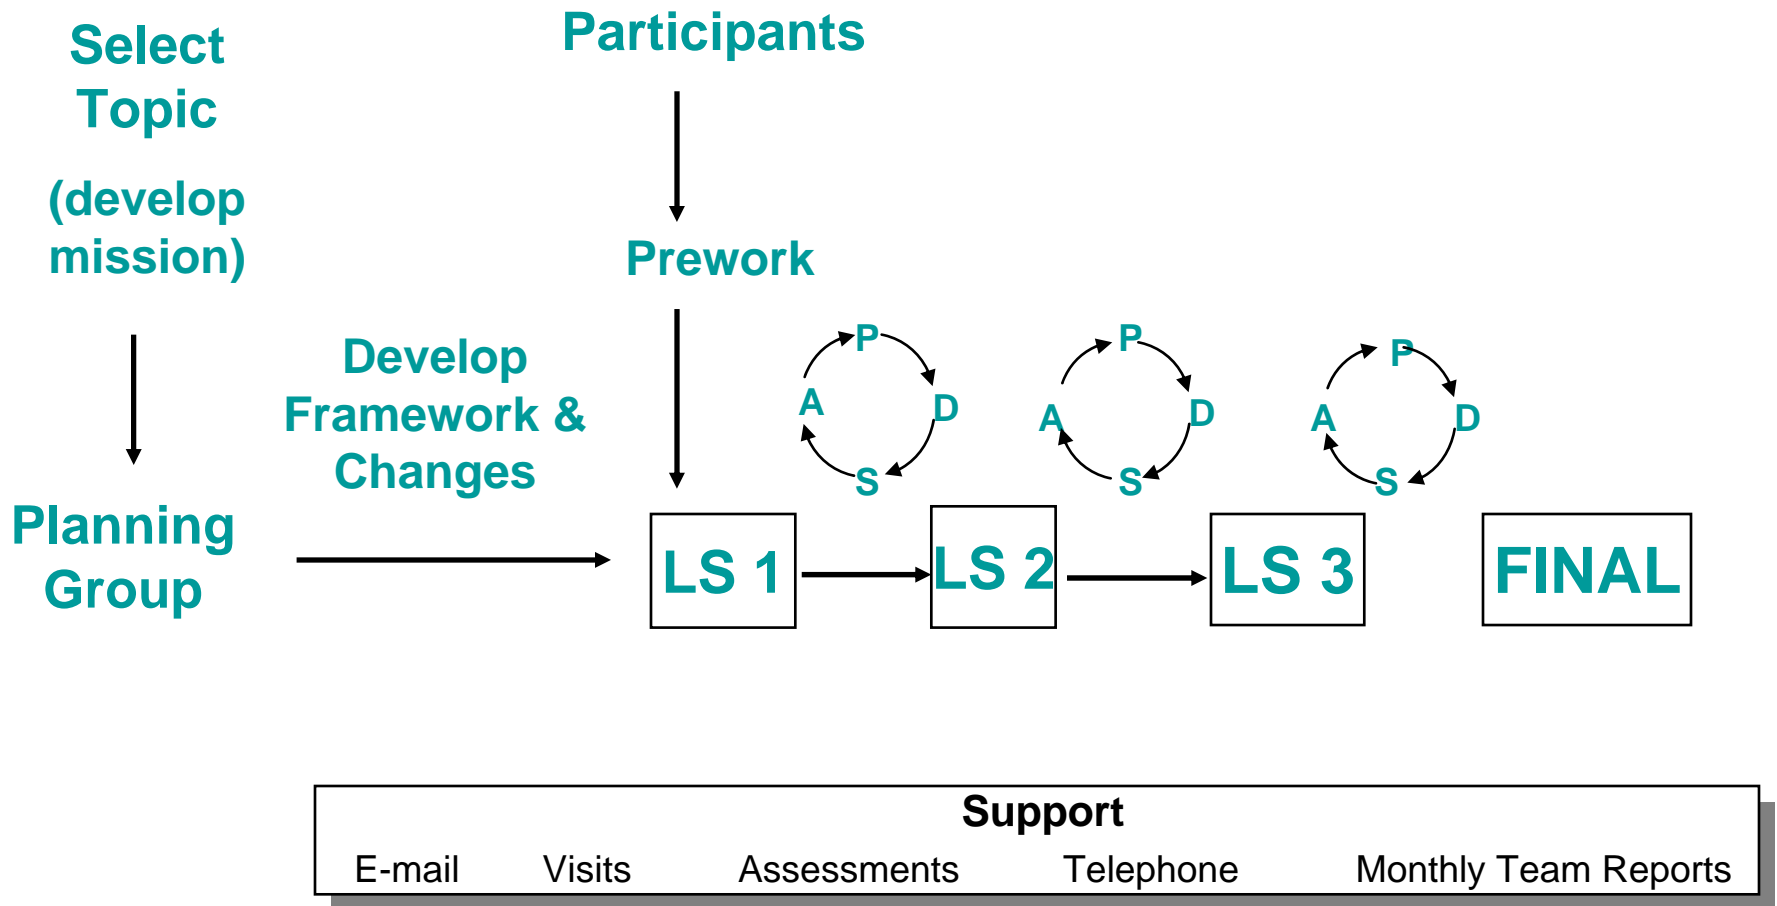 Select
Topic
(develop
mission)
Participants
Prework
Develop
Framework &
Changes
Planning
Group
P
A
D
S
P
A
D
S
P
A
D
S
LS 1
LS 2
LS 3
FINAL
Support
E-mail Visits Assessments Telephone Monthly Team Reports